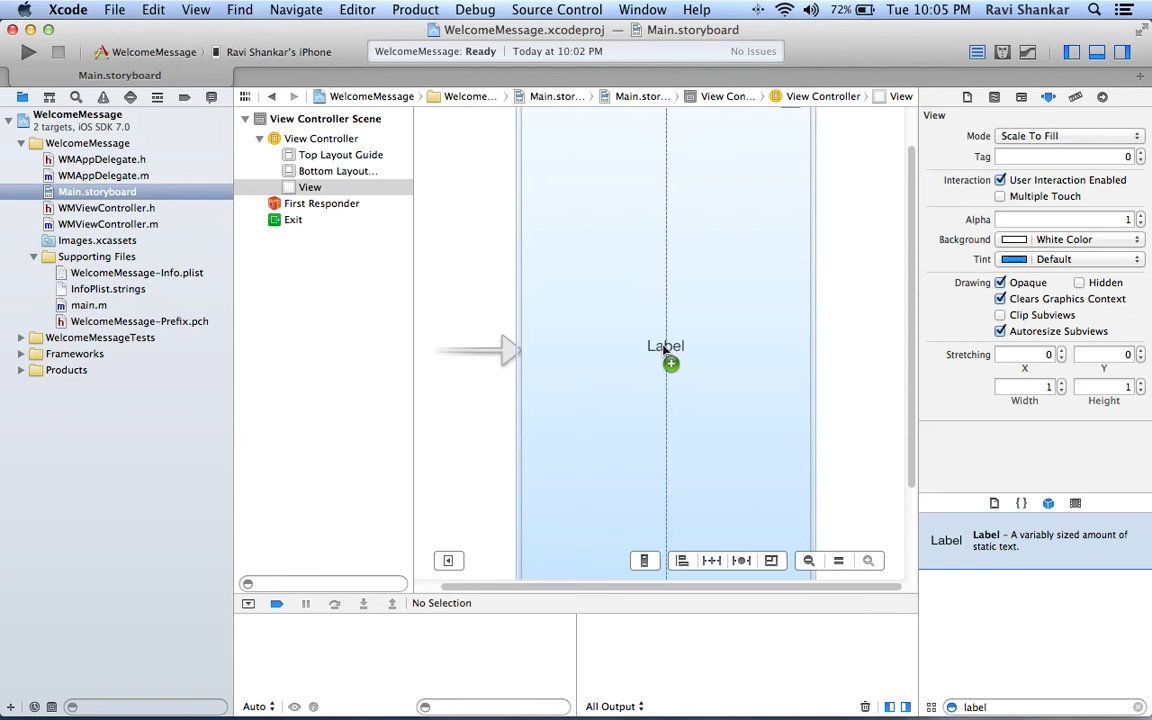 Xcode File Edit View Find Navigate Editor Product Debug Source Control Window Help 72% Tue 10:05 PM Ravi Shankar
WelcomeMessage.xcodeproj — Main.storyboard
WelcomeMessage Ravi Shankar's iPhone WelcomeMessage: Ready Today at 10:02 PM No Issues
Main.storyboard
WelcomeMessage Welcome... Main.stor... Main.stor... View Con... View Controller View
WelcomeMessage
2 targets, iOS SDK 7.0
WelcomeMessage
WMAppDelegate.h
WMAppDelegate.m
Main.storyboard
WMViewController.h
WMViewController.m
Images.xcassets
Supporting Files
WelcomeMessage-Info.plist
InfoPlist.strings
main.m
WelcomeMessage-Prefix.pch
WelcomeMessageTests
Frameworks
Products
View Controller Scene
View Controller
Top Layout Guide
Bottom Layout...
View
First Responder
Exit
Label
View
Mode Scale To Fill
Tag 0
Interaction User Interaction Enabled
Multiple Touch
Alpha 1
Background White Color
Tint Default
Drawing Opaque Hidden
Clears Graphics Context
Clip Subviews
Autoresize Subviews
Stretching 0 0
X Y
1 1
Width Height
Label Label – A variably sized amount of
static text.
No Selection
Auto All Output label